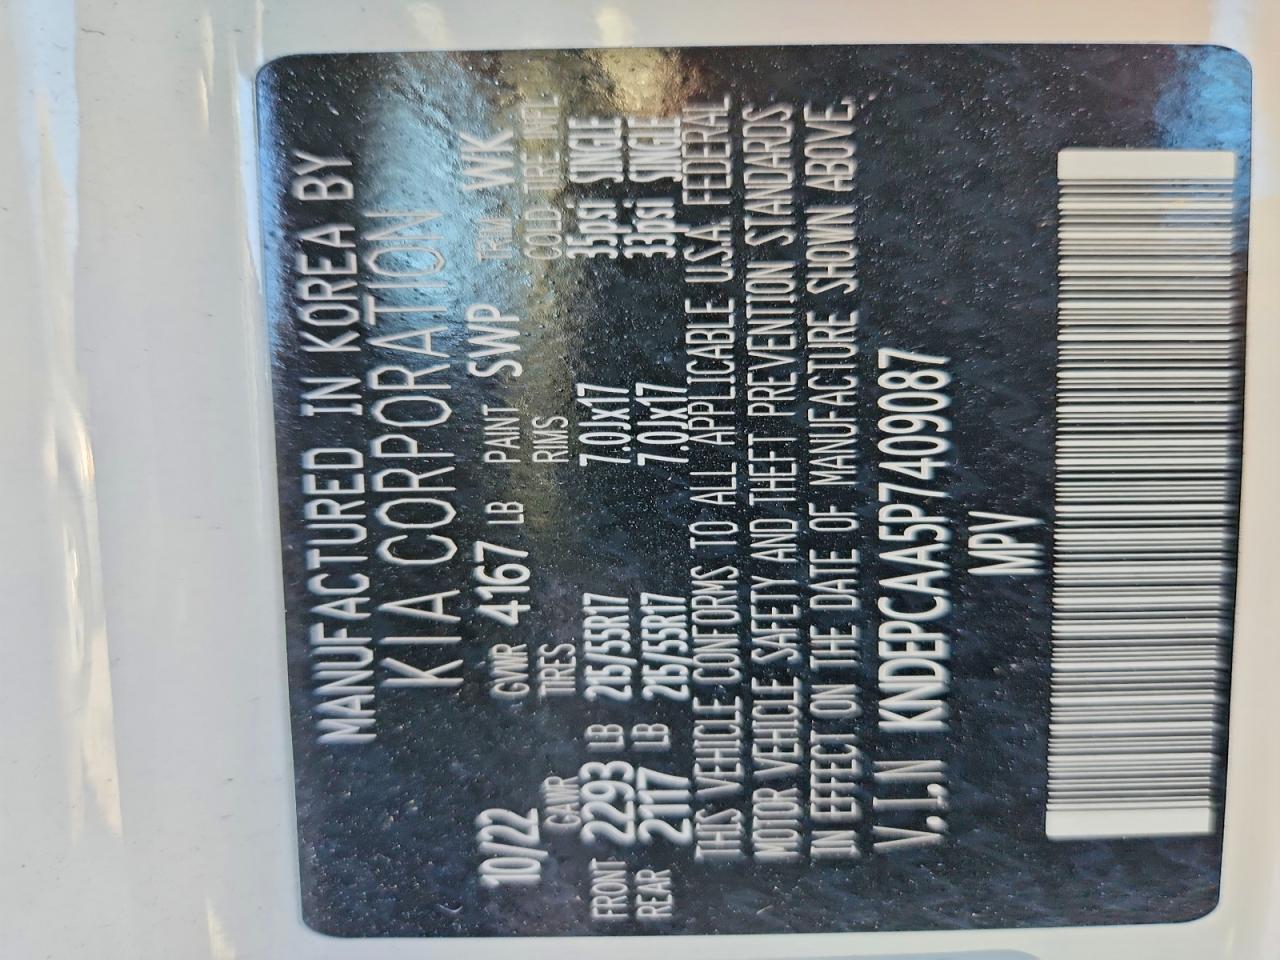 MANUFACTURED IN KOREA BY
KIA CORPORATION
10/22 GVWR 4167 LB PAINT SWP TRIM WK
GAWR TIRES RIMS COLD TIRE INFL
FRONT 2293 LB 215/55R17 7.0Jx17 35psi SINGLE
REAR 2117 LB 215/55R17 7.0Jx17 33psi SINGLE
THIS VEHICLE CONFORMS TO ALL APPLICABLE U.S.A. FEDERAL
MOTOR VEHICLE SAFETY AND THEFT PREVENTION STANDARDS
IN EFFECT ON THE DATE OF MANUFACTURE SHOWN ABOVE.
V.I.N KNDEPCAA5P7409087
MPV